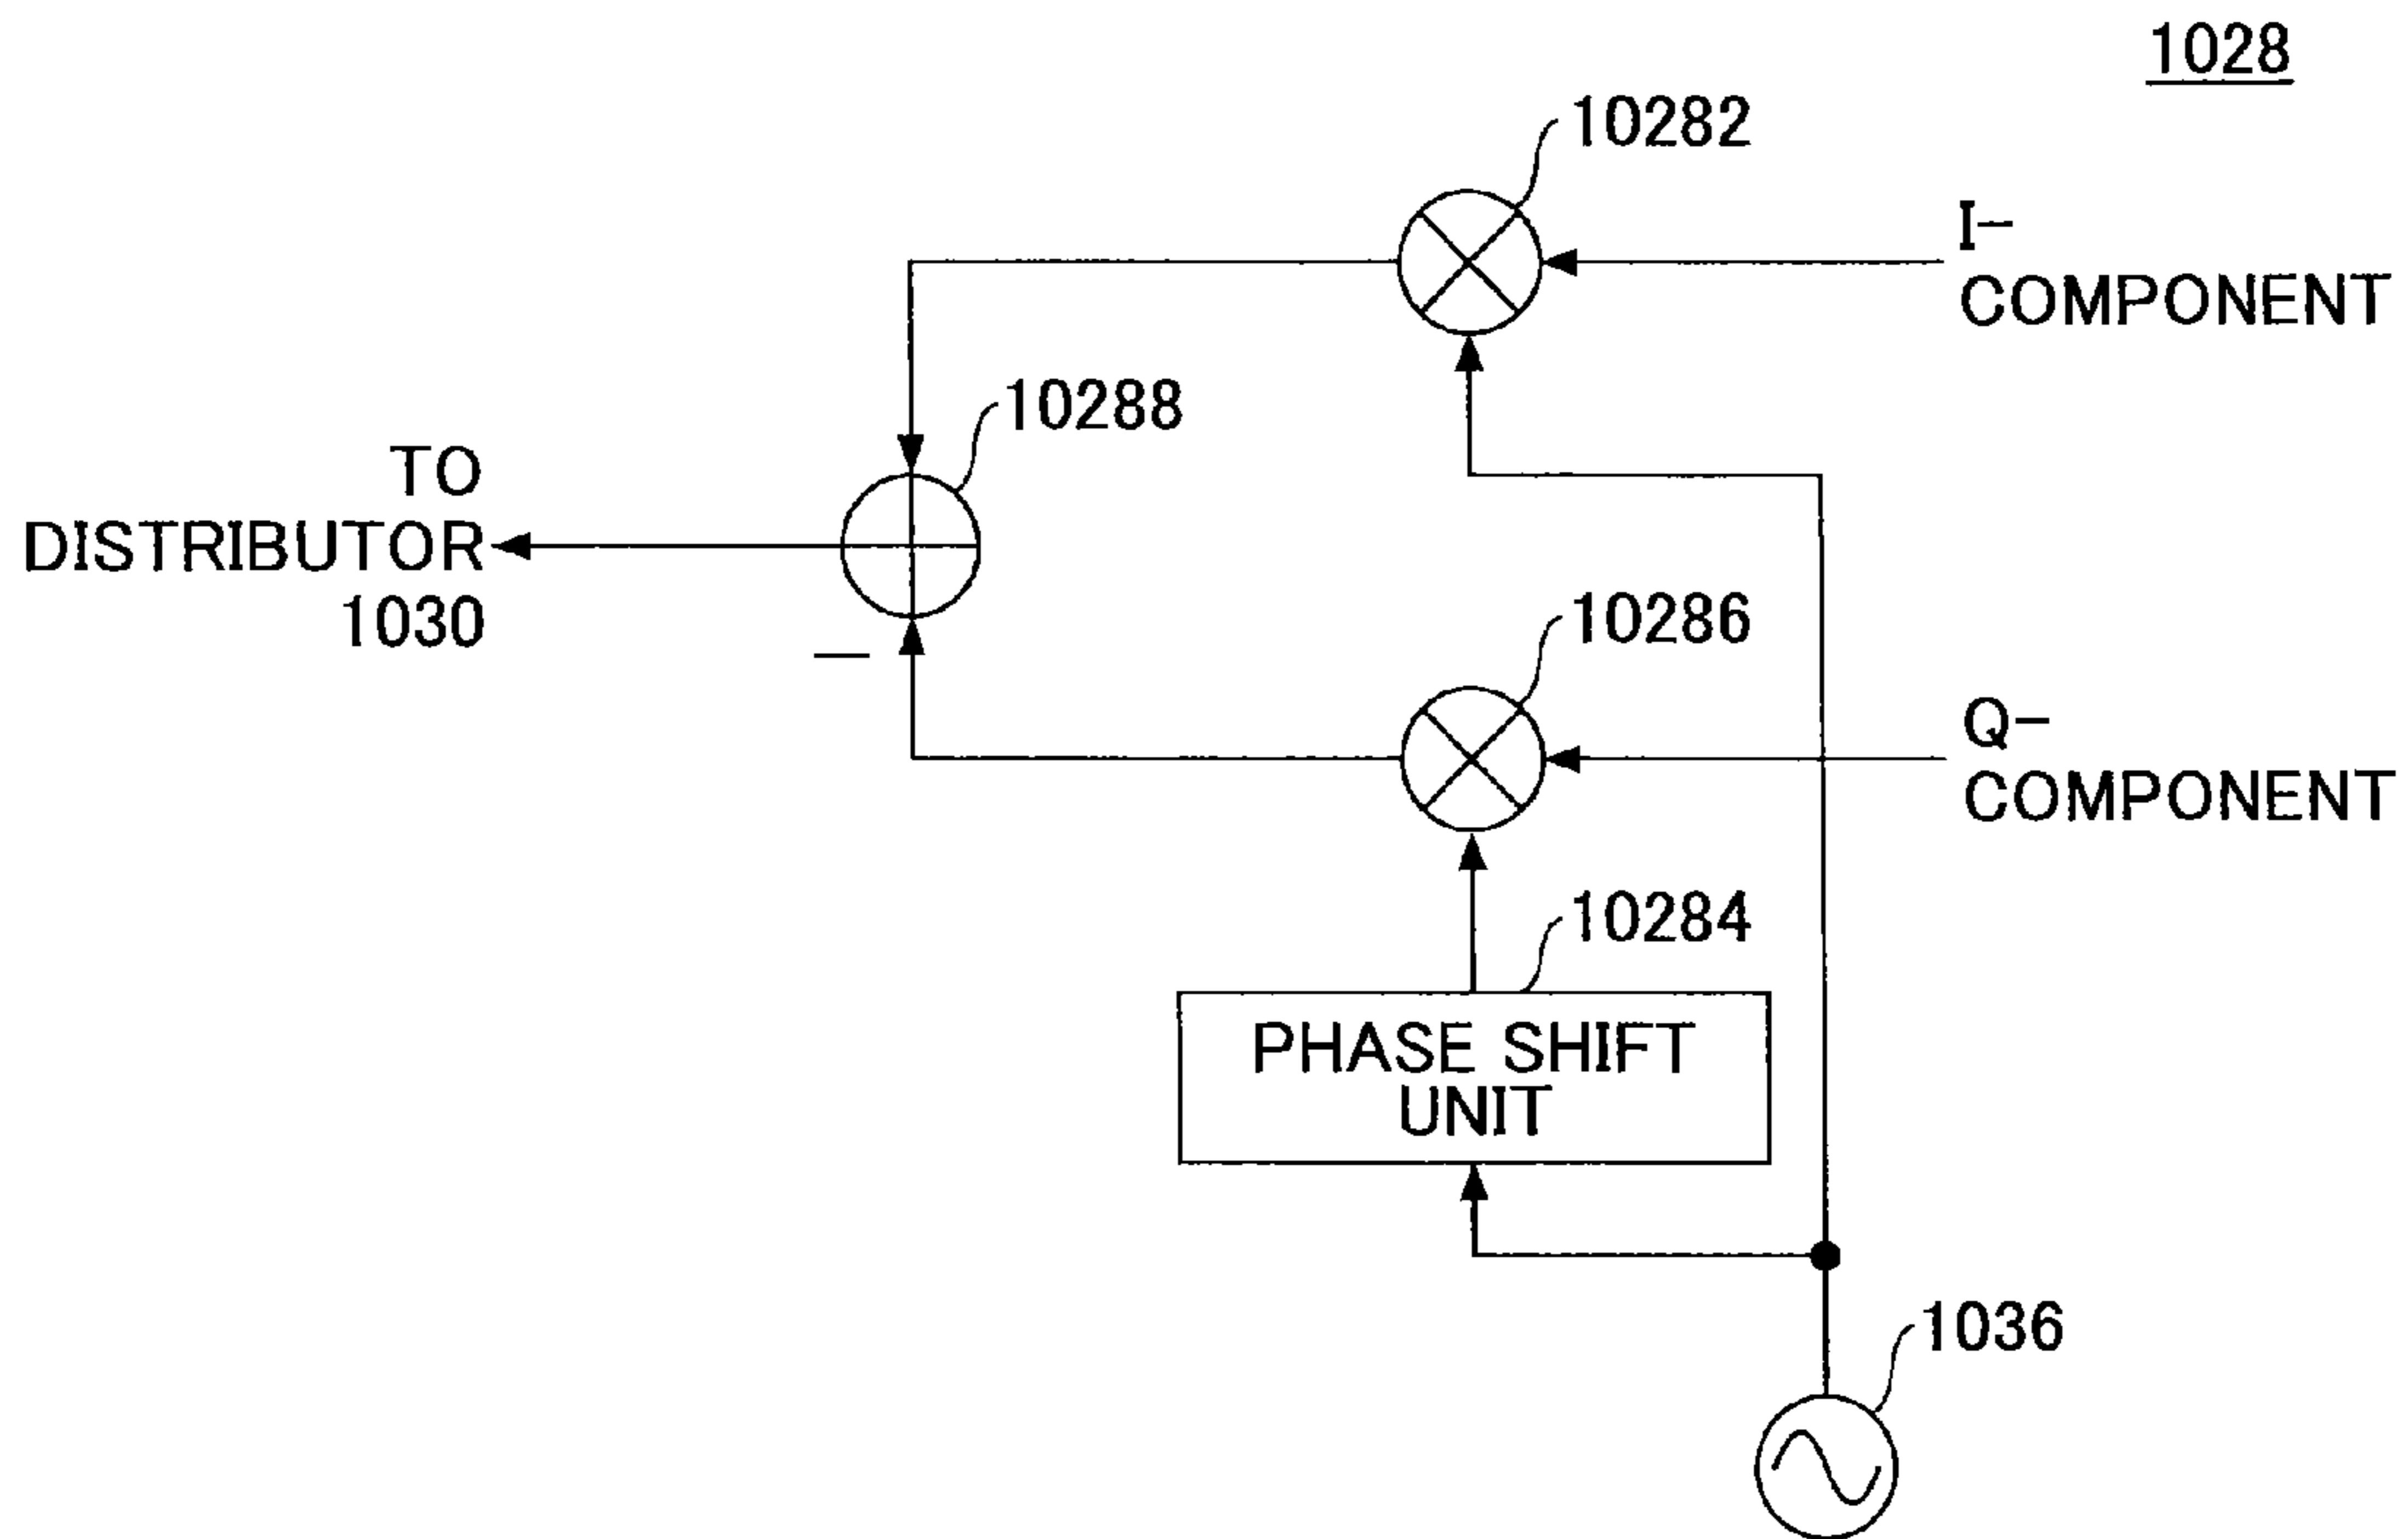 1028
10282
I-
COMPONENT
10288
TO
DISTRIBUTOR
1030
—
10286
Q-
COMPONENT
10284
PHASE SHIFT
UNIT
1036